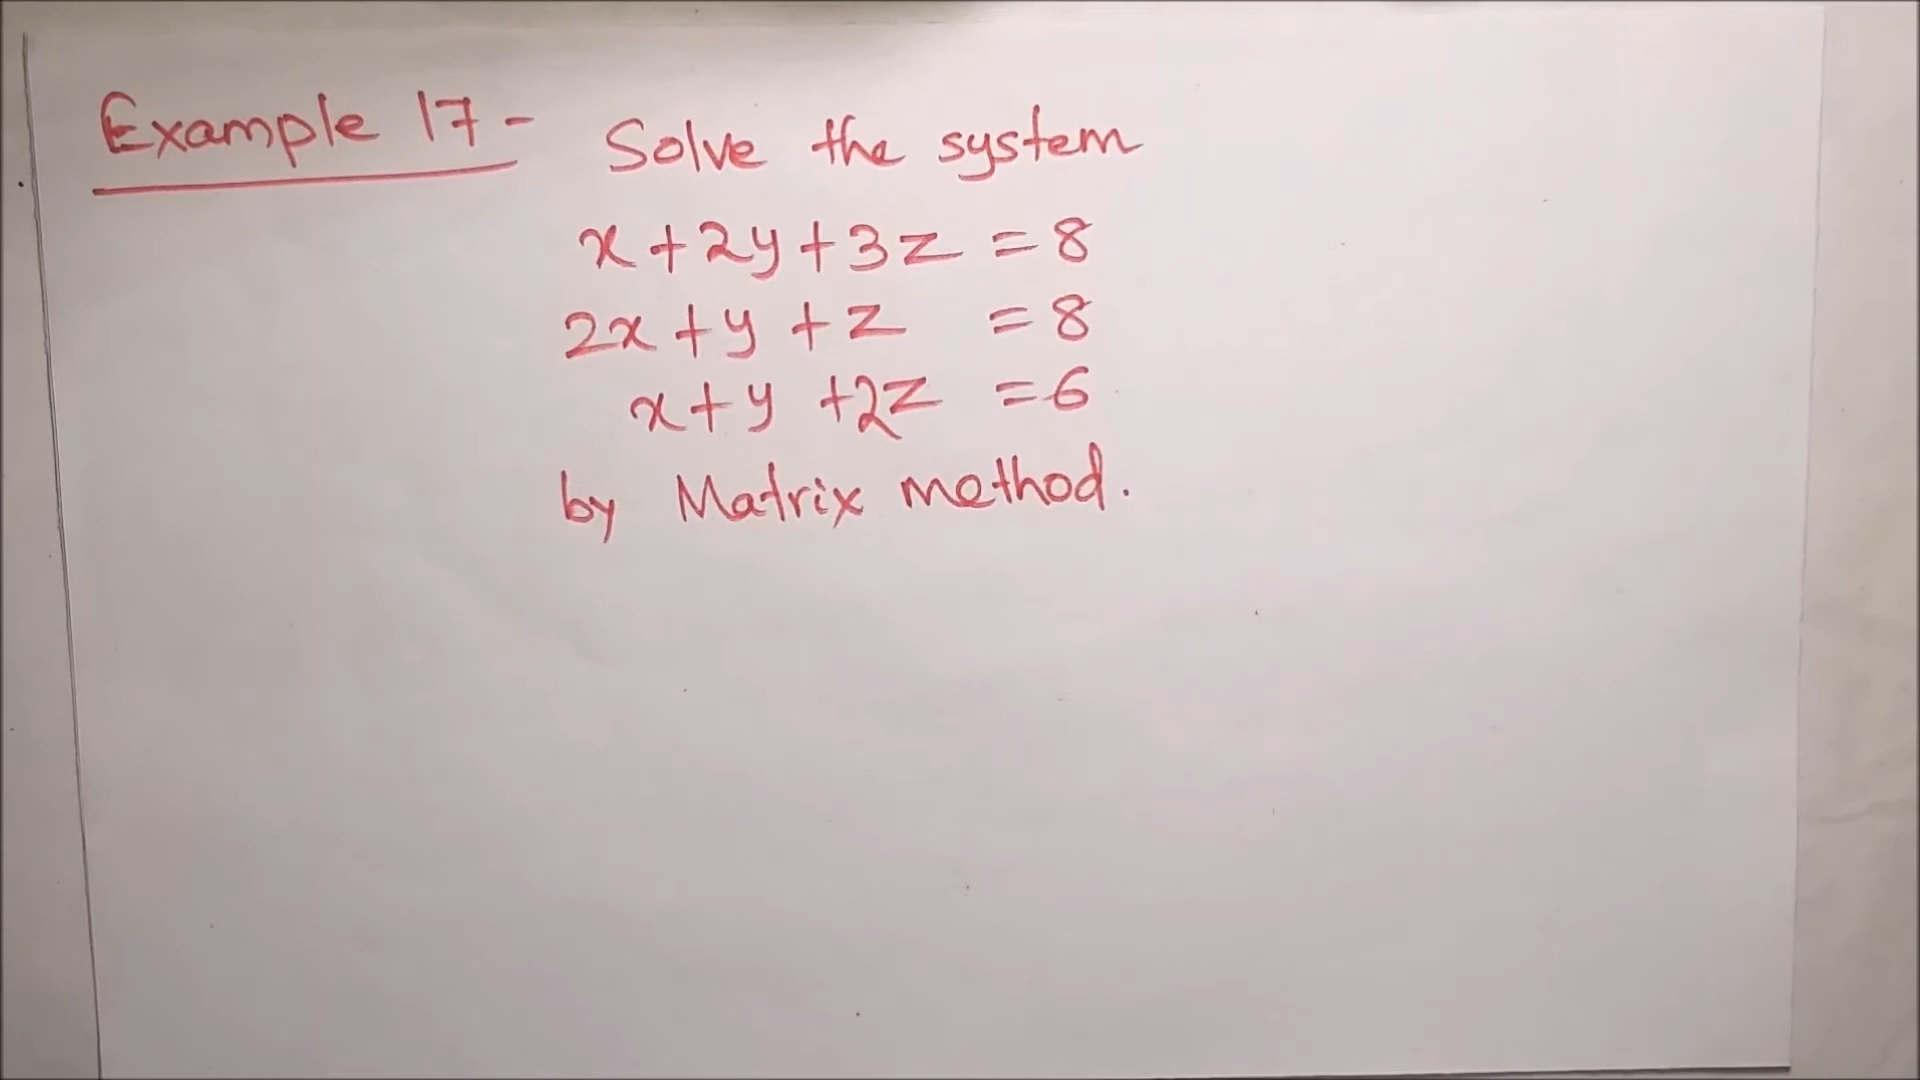 Example 17- Solve the system
x+2y+3z =8
2x+y+z =8
x+y+2z =6
by Matrix method.